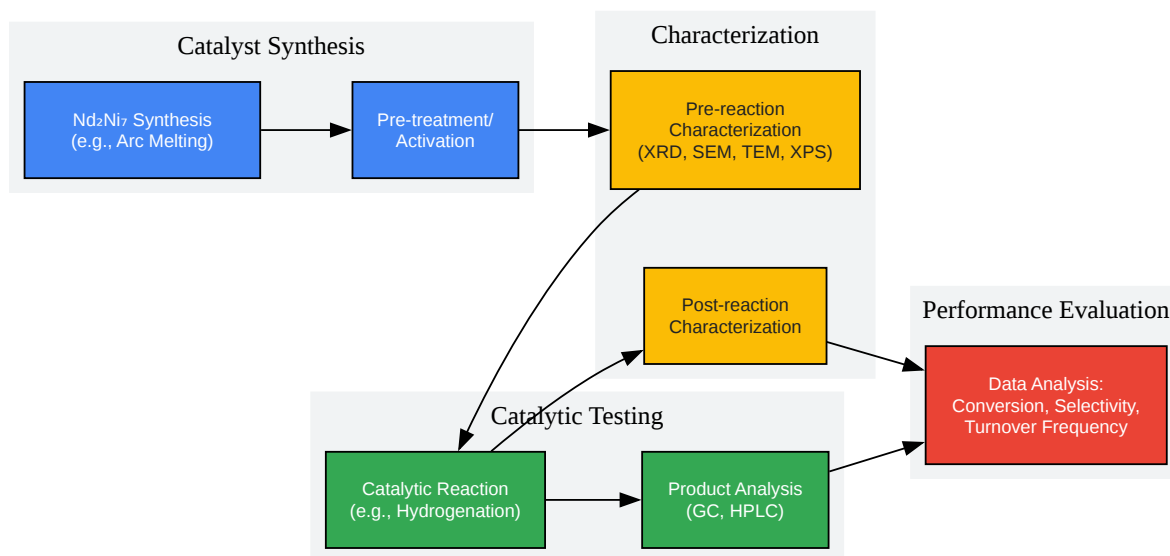 Catalyst Synthesis
Nd₂Ni₇ Synthesis
(e.g., Arc Melting)
Pre-treatment/
Activation
Characterization
Pre-reaction
Characterization
(XRD, SEM, TEM, XPS)
Post-reaction
Characterization
Performance Evaluation
Data Analysis:
Conversion, Selectivity,
Turnover Frequency
Catalytic Testing
Catalytic Reaction
(e.g., Hydrogenation)
Product Analysis
(GC, HPLC)